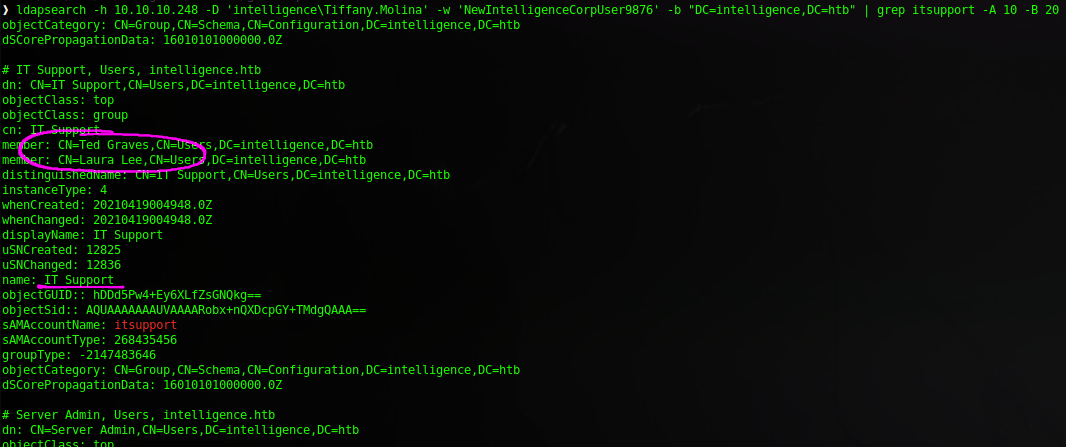 ❯ ldapsearch -h 10.10.10.248 -D 'intelligence\Tiffany.Molina' -w 'NewIntelligenceCorpUser9876' -b "DC=intelligence,DC=htb" | grep itsupport -A 10 -B 20
objectCategory: CN=Group,CN=Schema,CN=Configuration,DC=intelligence,DC=htb
dSCorePropagationData: 16010101000000.0Z
# IT Support, Users, intelligence.htb
dn: CN=IT Support,CN=Users,DC=intelligence,DC=htb
objectClass: top
objectClass: group
cn: IT Support
member: CN=Ted Graves,CN=Users,DC=intelligence,DC=htb
member: CN=Laura Lee,CN=Users,DC=intelligence,DC=htb
distinguishedName: CN=IT Support,CN=Users,DC=intelligence,DC=htb
instanceType: 4
whenCreated: 20210419004948.0Z
whenChanged: 20210419004948.0Z
displayName: IT Support
uSNCreated: 12825
uSNChanged: 12836
name: IT Support
objectGUID:: hDDd5Pw4+Ey6XLfZsGNQkg==
objectSid:: AQUAAAAAAAUVAAAARobx+nQXDcpGY+TMdgQAAA==
sAMAccountName: itsupport
sAMAccountType: 268435456
groupType: -2147483646
objectCategory: CN=Group,CN=Schema,CN=Configuration,DC=intelligence,DC=htb
dSCorePropagationData: 16010101000000.0Z
# Server Admin, Users, intelligence.htb
dn: CN=Server Admin,CN=Users,DC=intelligence,DC=htb
objectClass: top